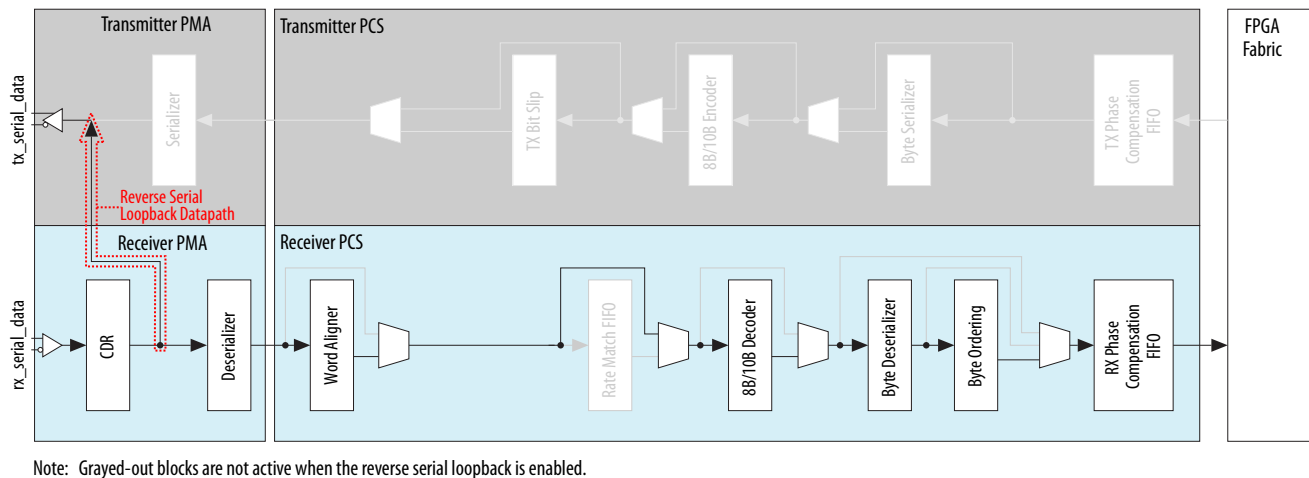 Transmitter PMA
Transmitter PCS
FPGA
Fabric
tx_serial_data
Serializer
TX Bit Slip
8B/10B Encoder
Byte Serializer
TX Phase
Compensation
FIFO
Reverse Serial
Loopback Datapath
Receiver PMA
Receiver PCS
rx_serial_data
CDR
Deserializer
Word Aligner
Rate Match FIFO
8B/10B Decoder
Byte Deserializer
Byte Ordering
RX Phase
Compensation
FIFO
Note: Grayed-out blocks are not active when the reverse serial loopback is enabled.